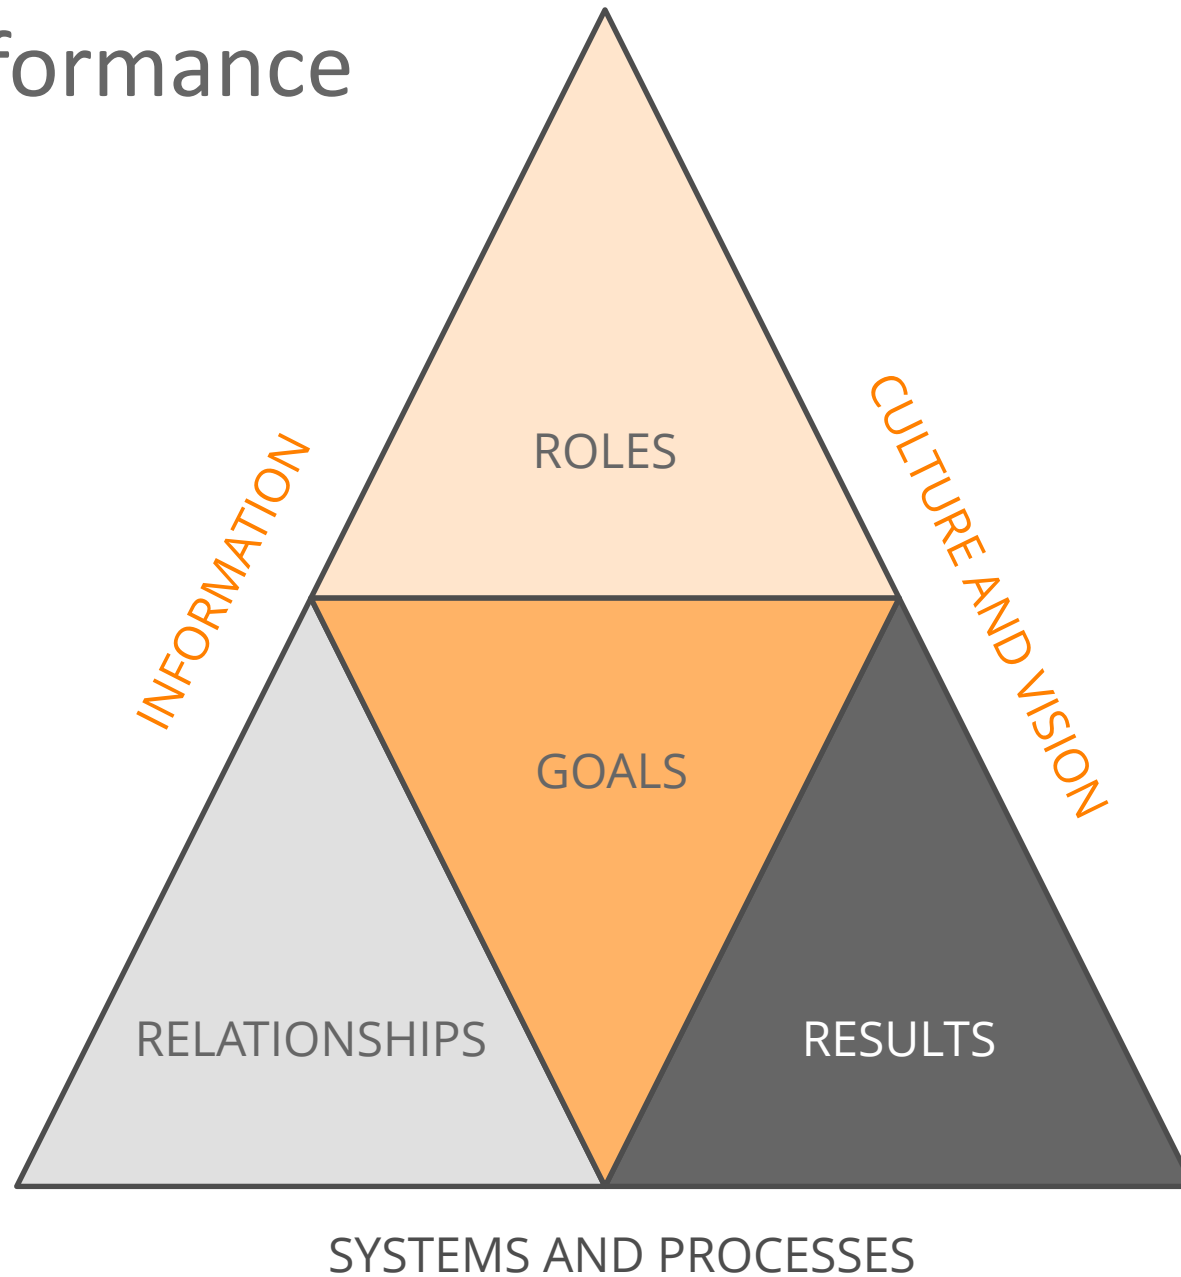 formance
ROLES
INFORMATION
CULTURE AND VISION
GOALS
RELATIONSHIPS
RESULTS
SYSTEMS AND PROCESSES